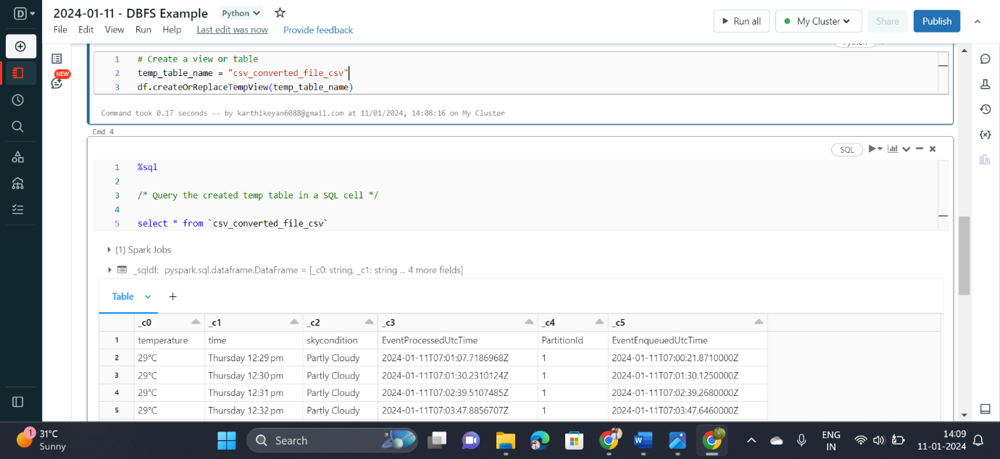 D
2024-01-11 - DBFS Example Python
File Edit View Run Help Last edit was now Provide feedback
Run all
My Cluster
Share
Publish
NEW
Python
1 # Create a view or table
2 temp_table_name = "csv_converted_file_csv"
3 df.createOrReplaceTempView(temp_table_name)
Command took 0.17 seconds -- by karthikeyan6088@gmail.com at 11/01/2024, 14:08:16 on My Cluster
Cmd 4
SQL
1 %sql
2
3 /* Query the created temp table in a SQL cell */
4
5 select * from `csv_converted_file_csv`
(1) Spark Jobs
_sqldf: pyspark.sql.dataframe.DataFrame = [_c0: string, _c1: string ... 4 more fields]
Table +
_c0 _c1 _c2 _c3 _c4 _c5
1 temperature time skycondition EventProcessedUtcTime PartitionId EventEnqueuedUtcTime
2 29°C Thursday 12:29 pm Partly Cloudy 2024-01-11T07:01:07.7186968Z 1 2024-01-11T07:00:21.8710000Z
3 29°C Thursday 12:30 pm Partly Cloudy 2024-01-11T07:01:30.2310124Z 1 2024-01-11T07:01:30.1250000Z
4 29°C Thursday 12:31 pm Partly Cloudy 2024-01-11T07:02:39.5107485Z 1 2024-01-11T07:02:39.2680000Z
5 29°C Thursday 12:32 pm Partly Cloudy 2024-01-11T07:03:47.8856707Z 1 2024-01-11T07:03:47.6460000Z
1
31°C
Sunny
Search
ENG
IN
14:09
11-01-2024